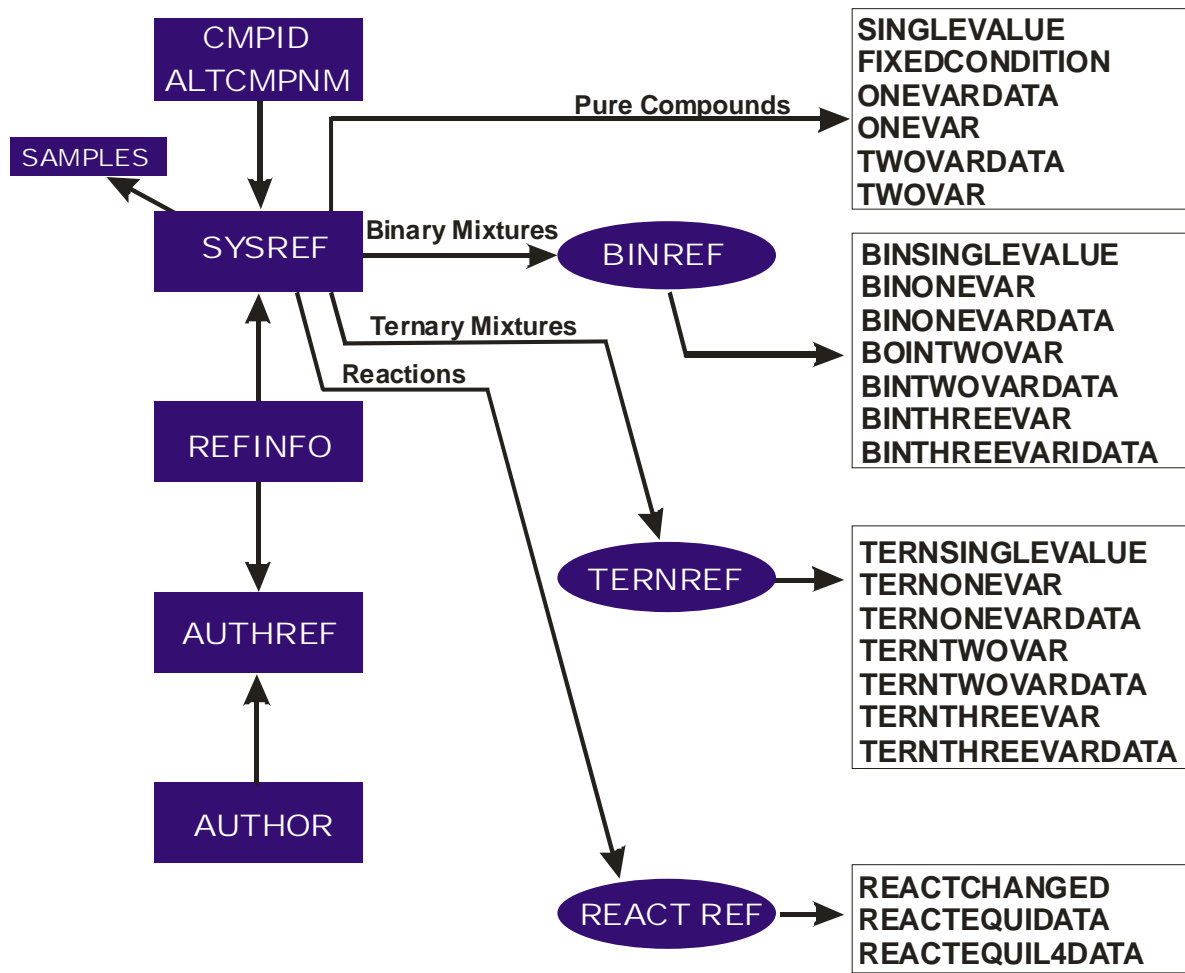 CMPID
ALTCMPNM
SAMPLES
SYSREF
REFINFO
AUTHREF
AUTHOR
Pure Compounds
SINGLEVALUE
FIXEDCONDITION
ONEVARDATA
ONEVAR
TWOVARDATA
TWOVAR
Binary Mixtures
BINREF
BINSINGLEVALUE
BINONEVAR
BINONEVARDATA
BOINTWOVAR
BINTWOVARDATA
BINTHREEVAR
BINTHREEVARIDATA
Ternary Mixtures
TERNREF
TERNSINGLEVALUE
TERNONEVAR
TERNONEVARDATA
TERNTWOVAR
TERNTWOVARDATA
TERNTHREEVAR
TERNTHREEVARDATA
Reactions
REACT REF
REACTCHANGED
REACTEQUIDATA
REACTEQUIL4DATA